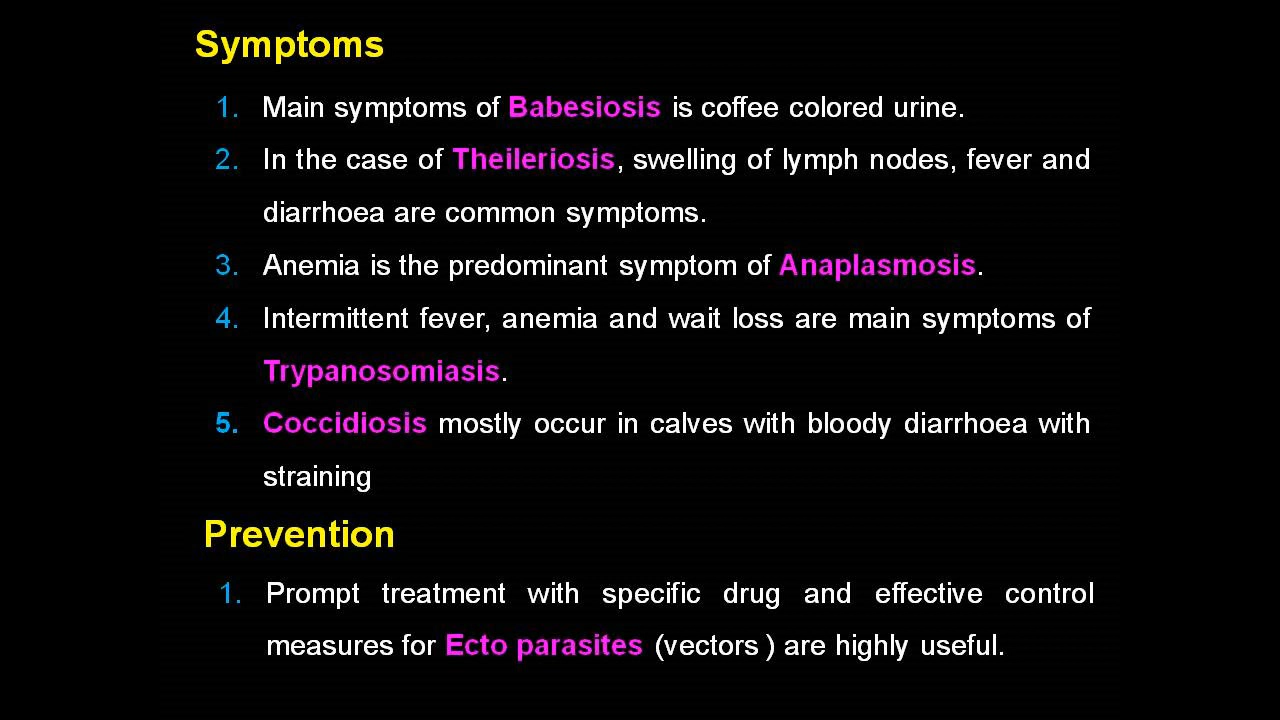 Symptoms
1. Main symptoms of Babesiosis is coffee colored urine.
2. In the case of Theileriosis, swelling of lymph nodes, fever and
diarrhoea are common symptoms.
3. Anemia is the predominant symptom of Anaplasmosis.
4. Intermittent fever, anemia and wait loss are main symptoms of
Trypanosomiasis.
5. Coccidiosis mostly occur in calves with bloody diarrhoea with
straining
Prevention
1. Prompt treatment with specific drug and effective control
measures for Ecto parasites (vectors ) are highly useful.